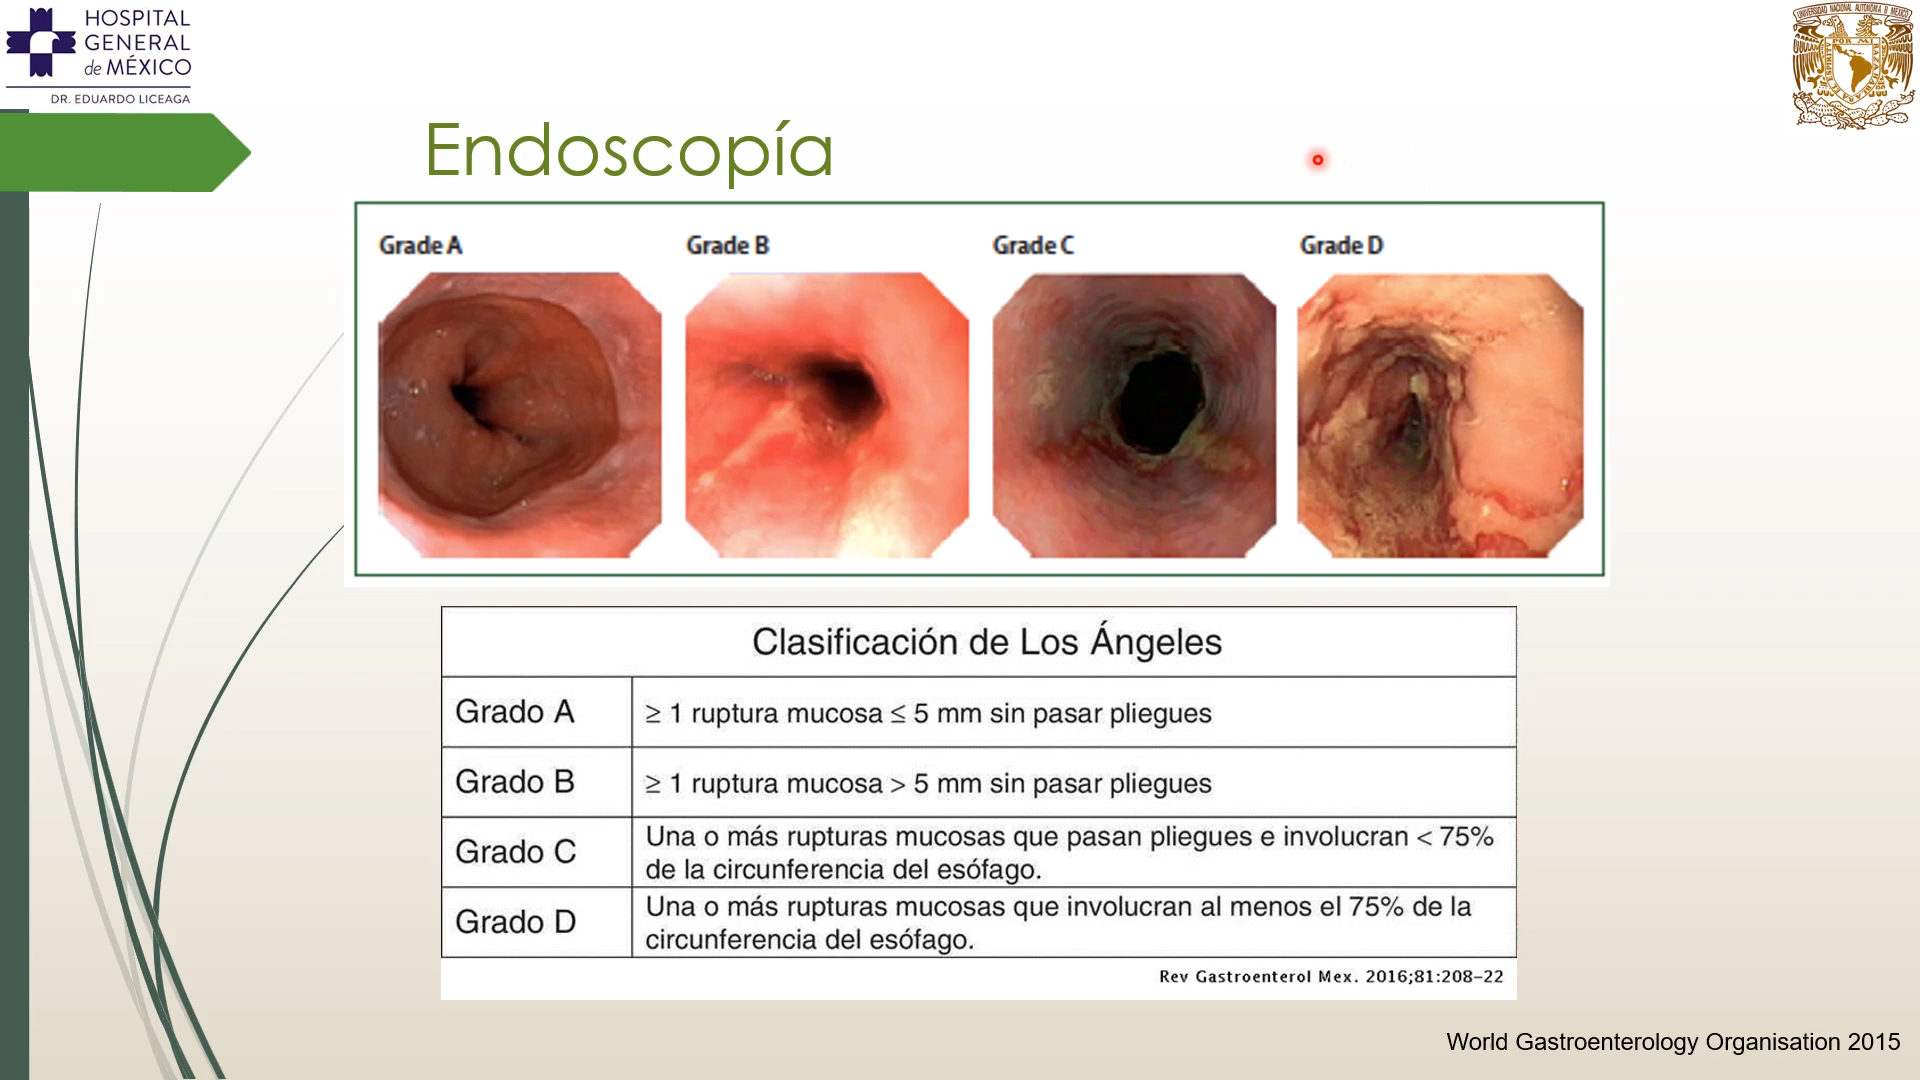 HOSPITAL
GENERAL
de MÉXICO
DR. EDUARDO LICEAGA
Endoscopía
Grade A
Grade B
Grade C
Grade D
Clasificación de Los Ángeles
Grado A
≥ 1 ruptura mucosa ≤ 5 mm sin pasar pliegues
Grado B
≥ 1 ruptura mucosa > 5 mm sin pasar pliegues
Grado C
Una o más rupturas mucosas que pasan pliegues e involucran < 75%
de la circunferencia del esófago.
Grado D
Una o más rupturas mucosas que involucran al menos el 75% de la
circunferencia del esófago.
Rev Gastroenterol Mex. 2016;81:208–22
World Gastroenterology Organisation 2015